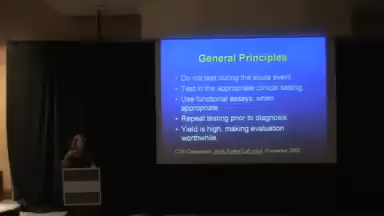 General Principles
• Do not test during the acute event
• Test in the appropriate clinical setting
• Use functional assays, when
appropriate
• Repeat testing prior to diagnosis
• Yield is high, making evaluation
worthwhile